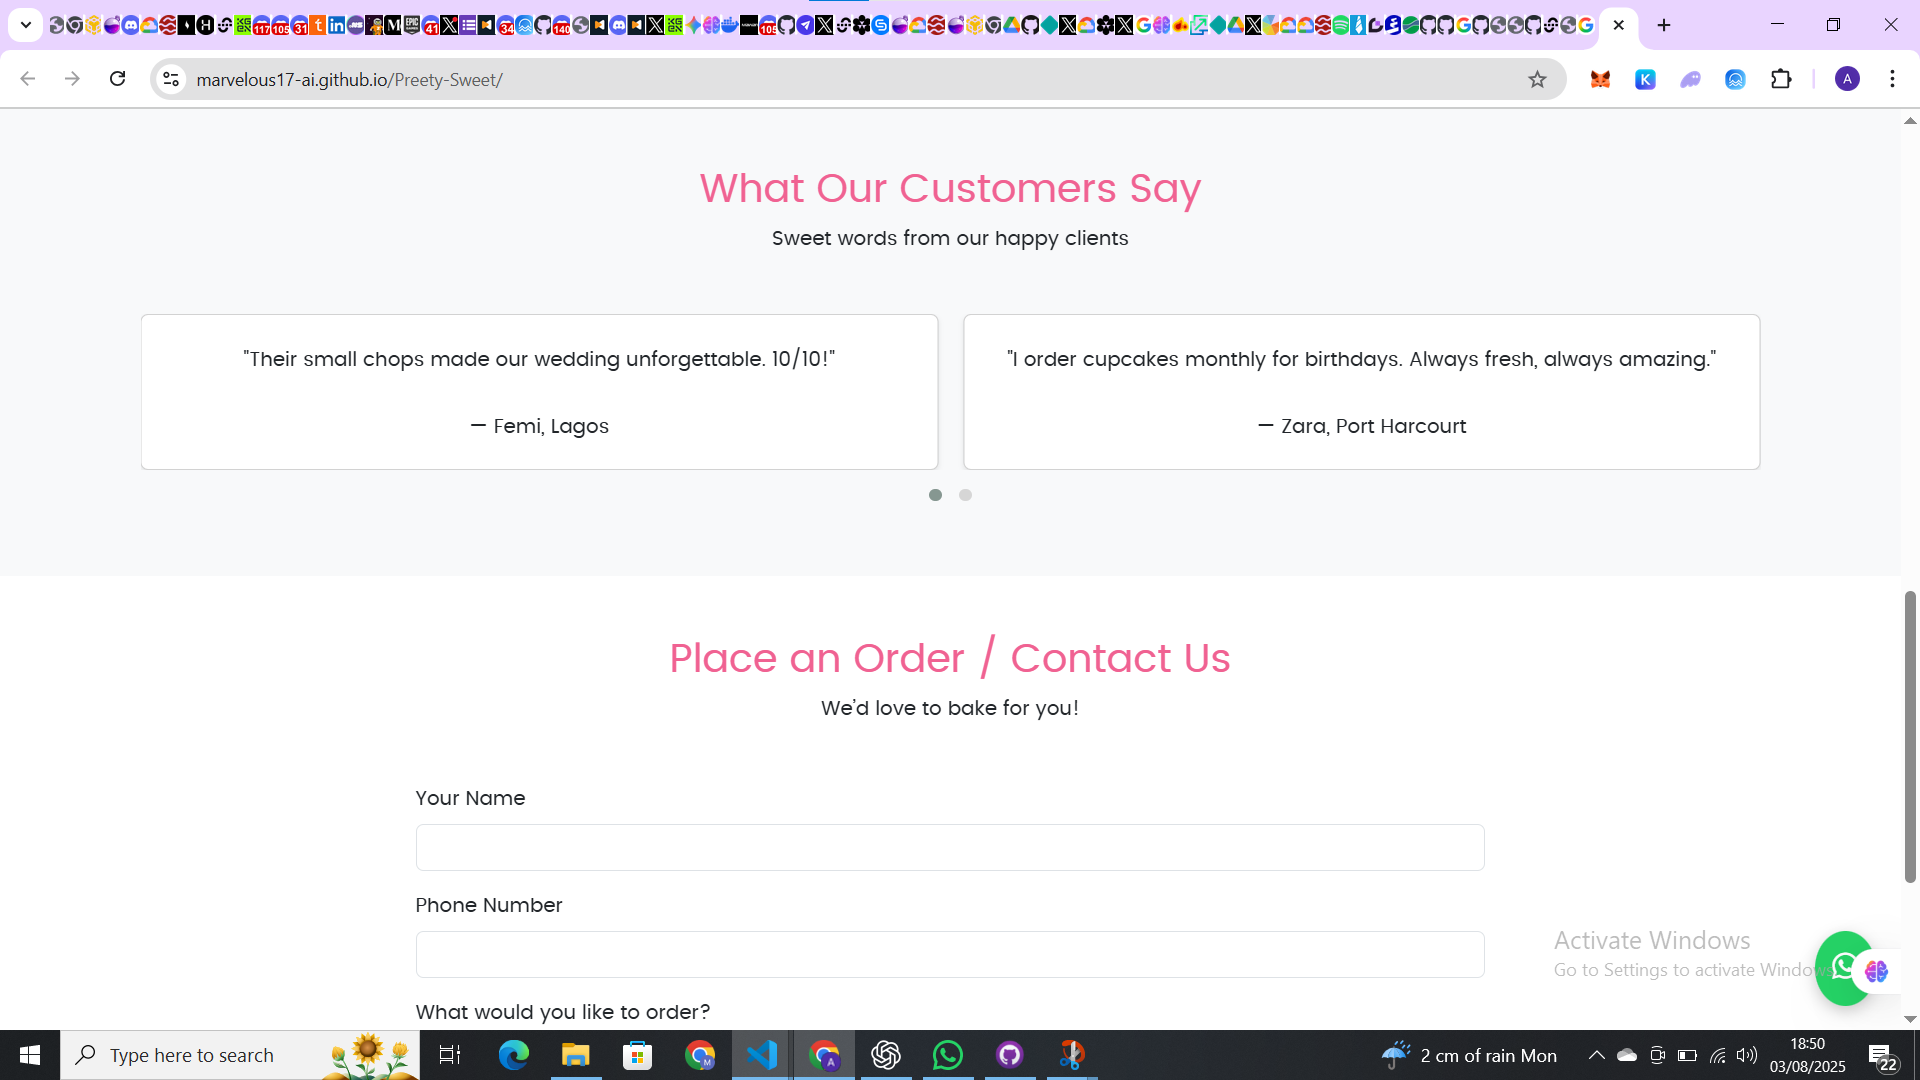 marvelous17-ai.github.io/Preety-Sweet/
K
A
What Our Customers Say
Sweet words from our happy clients
"Their small chops made our wedding unforgettable. 10/10!"
— Femi, Lagos
"I order cupcakes monthly for birthdays. Always fresh, always amazing."
— Zara, Port Harcourt
Place an Order / Contact Us
We’d love to bake for you!
Your Name
Phone Number
What would you like to order?
Activate Windows
Go to Settings to activate Windows
Type here to search
2 cm of rain Mon
18:50
03/08/2025
22